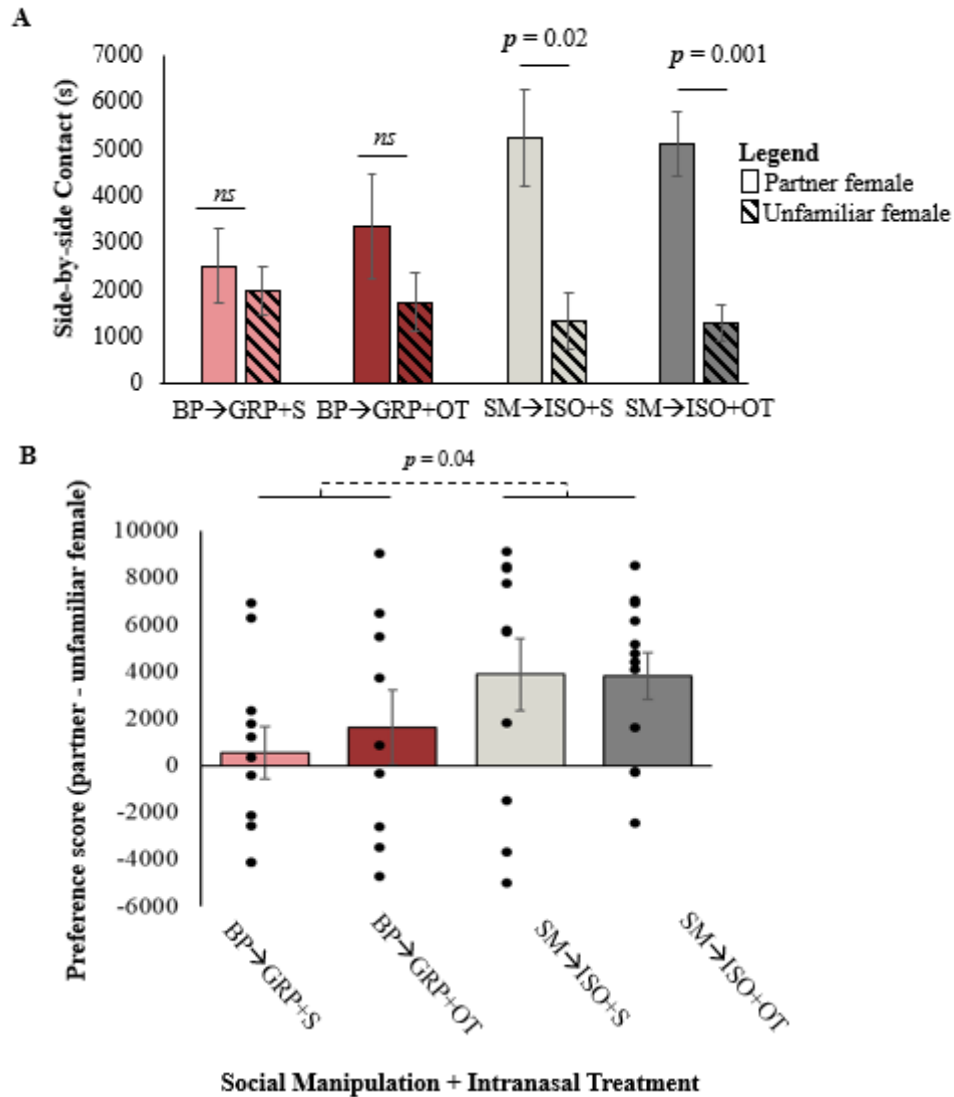 A
p = 0.02
7000
p = 0.001
6000
ns
5000
Legend
Partner female
4000
ns
Unfamiliar female
3000
2000
1000
0
Side-by-side Contact (s)
BP→GRP+S BP→GRP+OT SM→ISO+S SM→ISO+OT
B
p = 0.04
10000
8000
6000
4000
2000
0
-2000
-4000
-6000
Preference score (partner - unfamiliar female)
BP→GRP+S
BP→GRP+OT
SM→ISO+S
SM→ISO+OT
Social Manipulation + Intranasal Treatment